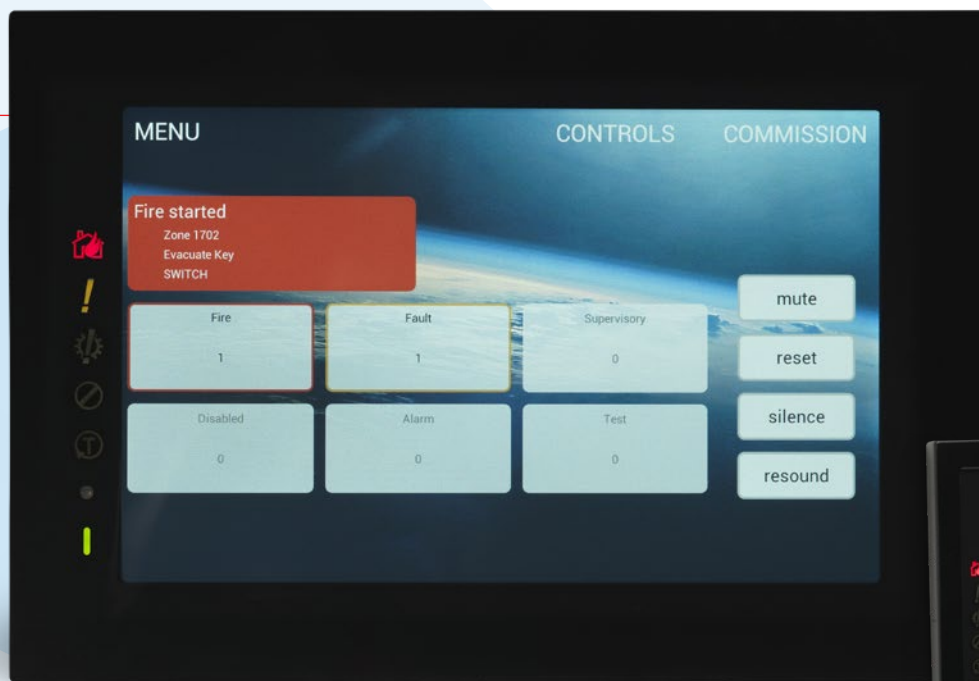 MENU
CONTROLS
COMMISSION
Fire started
Zone 1702
Evacuate Key
SWITCH
Fire
1
Fault
1
Supervisory
0
Disabled
0
Alarm
0
Test
0
mute
reset
silence
resound